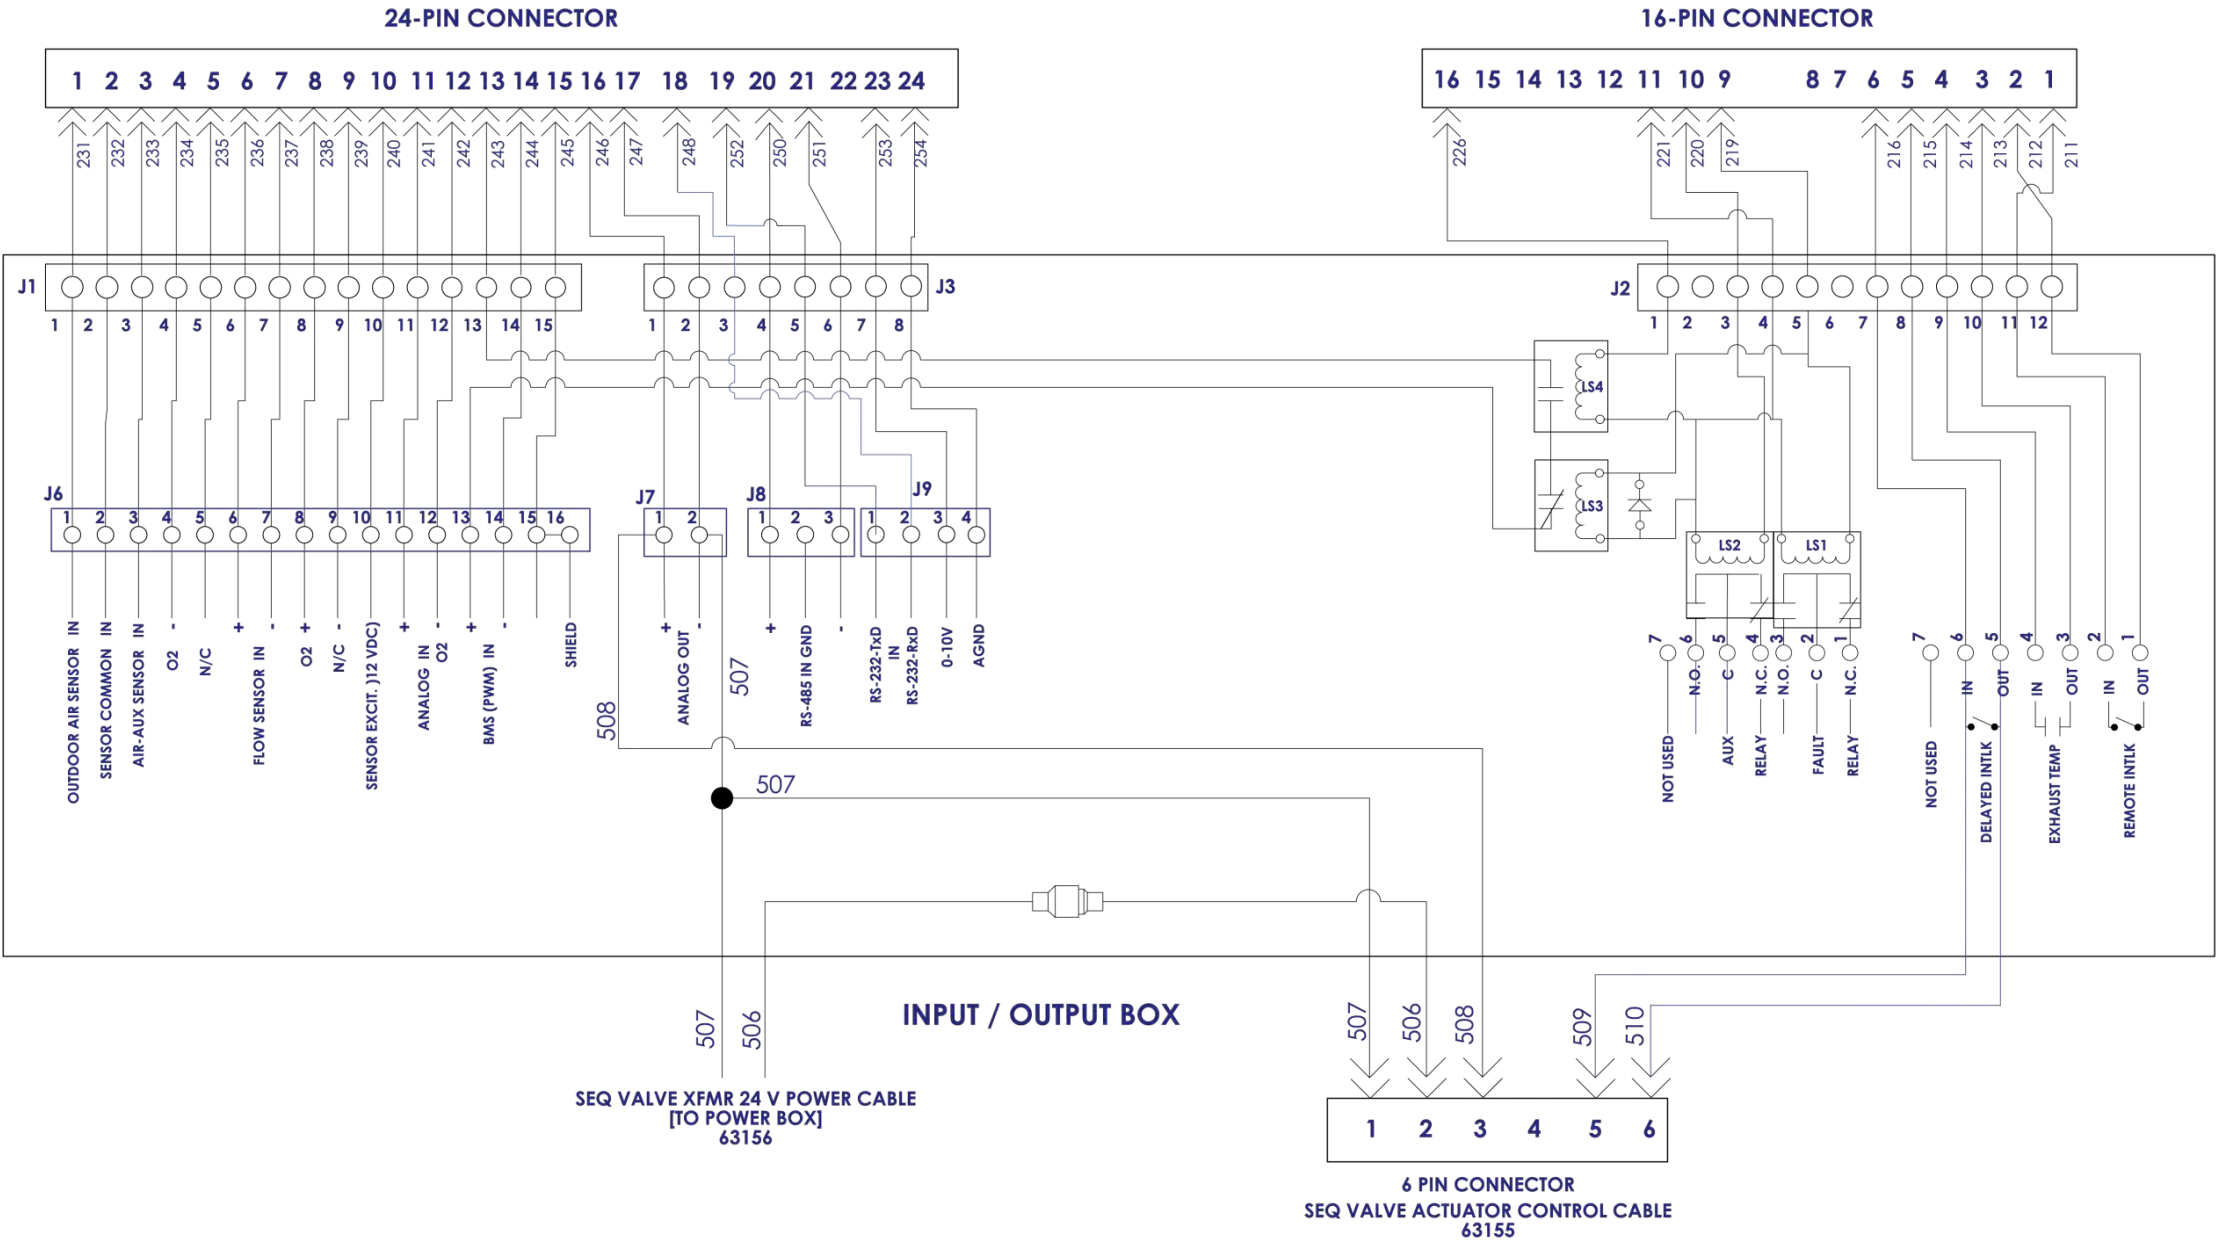 24-PIN CONNECTOR
16-PIN CONNECTOR
1 2 3 4 5 6 7 8 9 10 11 12 13 14 15 16 17 18 19 20 21 22 23 24
16 15 14 13 12 11 10 9 8 7 6 5 4 3 2 1
231 232 233 234 235 236 237 238 239 240 241 242 243 244 245 246 247 248 252 250 251 253 254
226 221 220 219 216 215 214 213 212 211
J1
J3
J2
1 2 3 4 5 6 7 8 9 10 11 12 13 14 15
1 2 3 4 5 6 7 8
1 2 3 4 5 6 7 8 9 10 11 12
LS4
LS3
LS2
LS1
J6
J7
J8
J9
1 2 3 4 5 6 7 8 9 10 11 12 13 14 15 16
1 2
1 2 3
1 2 3 4
OUTDOOR AIR SENSOR IN
SENSOR COMMON IN
AIR-AUX SENSOR IN
O2 -
N/C
+
FLOW SENSOR IN
-
O2 +
N/C -
SENSOR EXCIT. )12 VDC)
+
ANALOG IN
-
O2
+
BMS (PWM) IN
-
SHIELD
+
ANALOG OUT
-
507
508
+
RS-485 IN GND
-
RS-232-TxD
IN
RS-232-RxD
0-10V
AGND
7 6 5 4 3 2 1
N.O. C N.C. N.O. C N.C.
NOT USED
AUX
RELAY
FAULT
RELAY
7 6 5 4 3 2 1
IN OUT IN OUT IN OUT
NOT USED
DELAYED INTLK
EXHAUST TEMP
REMOTE INTLK
507
INPUT / OUTPUT BOX
507 506
507 506 508 509 510
SEQ VALVE XFMR 24 V POWER CABLE
[TO POWER BOX]
63156
1 2 3 4 5 6
6 PIN CONNECTOR
SEQ VALVE ACTUATOR CONTROL CABLE
63155